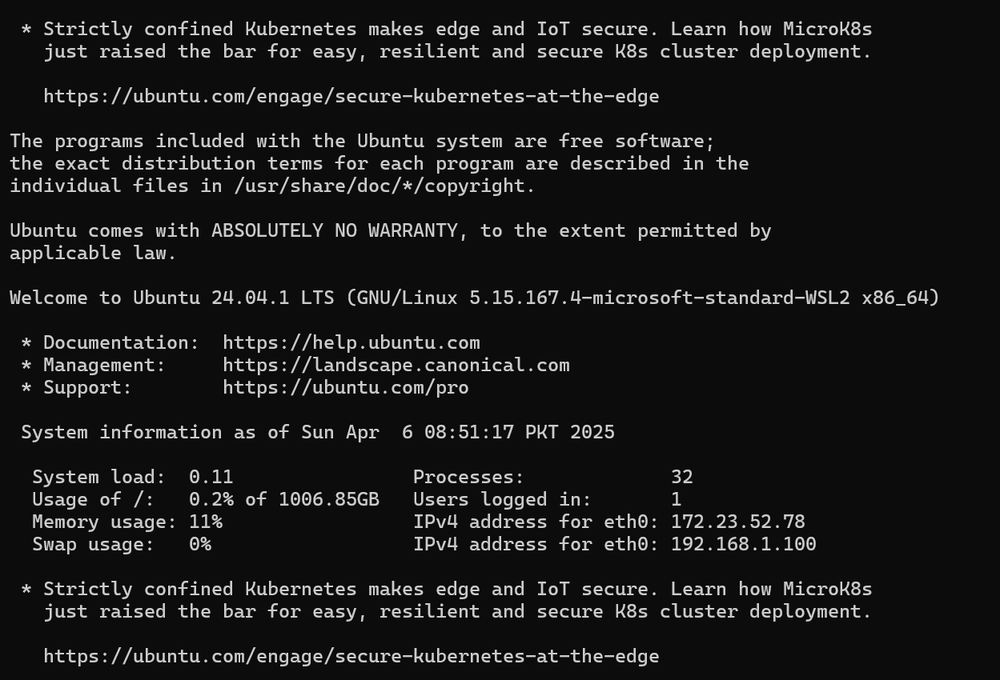 * Strictly confined Kubernetes makes edge and IoT secure. Learn how MicroK8s
just raised the bar for easy, resilient and secure K8s cluster deployment.
https://ubuntu.com/engage/secure-kubernetes-at-the-edge
The programs included with the Ubuntu system are free software;
the exact distribution terms for each program are described in the
individual files in /usr/share/doc/*/copyright.
Ubuntu comes with ABSOLUTELY NO WARRANTY, to the extent permitted by
applicable law.
Welcome to Ubuntu 24.04.1 LTS (GNU/Linux 5.15.167.4-microsoft-standard-WSL2 x86_64)
* Documentation:  https://help.ubuntu.com
* Management:     https://landscape.canonical.com
* Support:        https://ubuntu.com/pro
System information as of Sun Apr  6 08:51:17 PKT 2025
System load:  0.11                Processes:             32
Usage of /:   0.2% of 1006.85GB   Users logged in:       1
Memory usage: 11%                 IPv4 address for eth0: 172.23.52.78
Swap usage:   0%                  IPv4 address for eth0: 192.168.1.100
* Strictly confined Kubernetes makes edge and IoT secure. Learn how MicroK8s
just raised the bar for easy, resilient and secure K8s cluster deployment.
https://ubuntu.com/engage/secure-kubernetes-at-the-edge